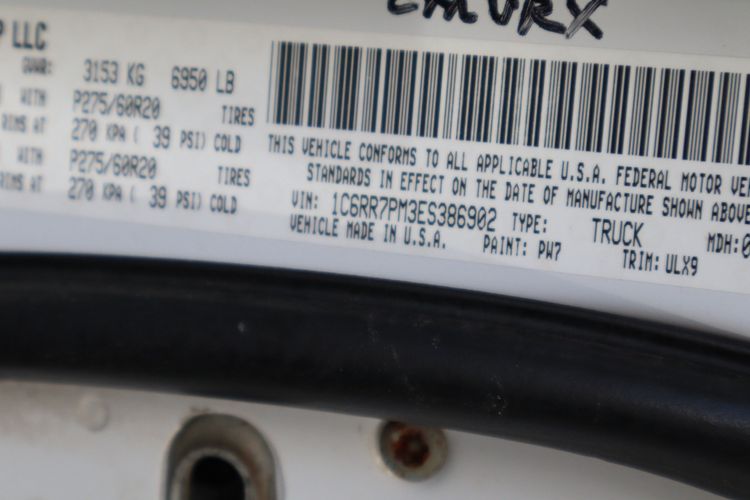 P LLC
GVWR: 3153 KG 6950 LB
WITH P275/60R20 TIRES
RIMS AT 270 KPA ( 39 PSI) COLD
WITH P275/60R20 TIRES
RIMS AT 270 KPA ( 39 PSI) COLD
THIS VEHICLE CONFORMS TO ALL APPLICABLE U.S.A. FEDERAL MOTOR VE
STANDARDS IN EFFECT ON THE DATE OF MANUFACTURE SHOWN ABOVE
VIN: 1C6RR7PM3ES386902 TYPE: TRUCK MDH:0
VEHICLE MADE IN U.S.A. PAINT: PW7 TRIM: ULX9